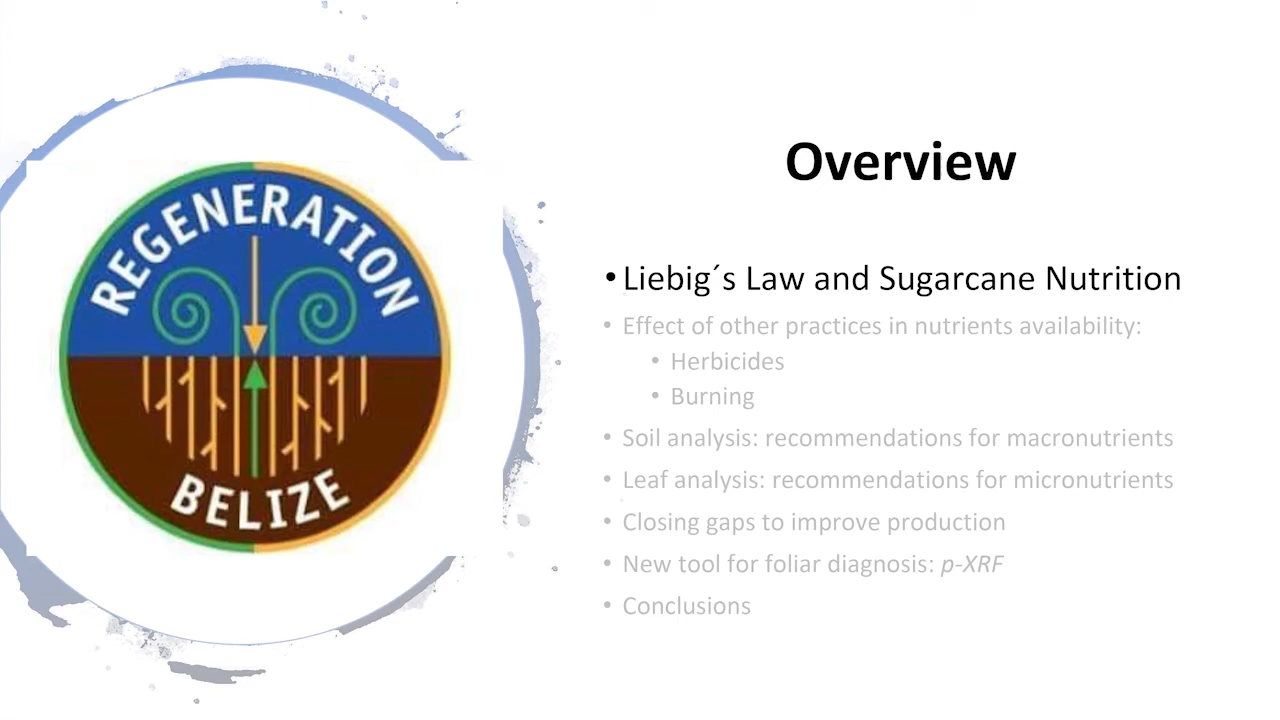 REGENERATION
BELIZE
Overview
• Liebig´s Law and Sugarcane Nutrition
• Effect of other practices in nutrients availability:
• Herbicides
• Burning
• Soil analysis: recommendations for macronutrients
• Leaf analysis: recommendations for micronutrients
• Closing gaps to improve production
• New tool for foliar diagnosis: p-XRF
• Conclusions